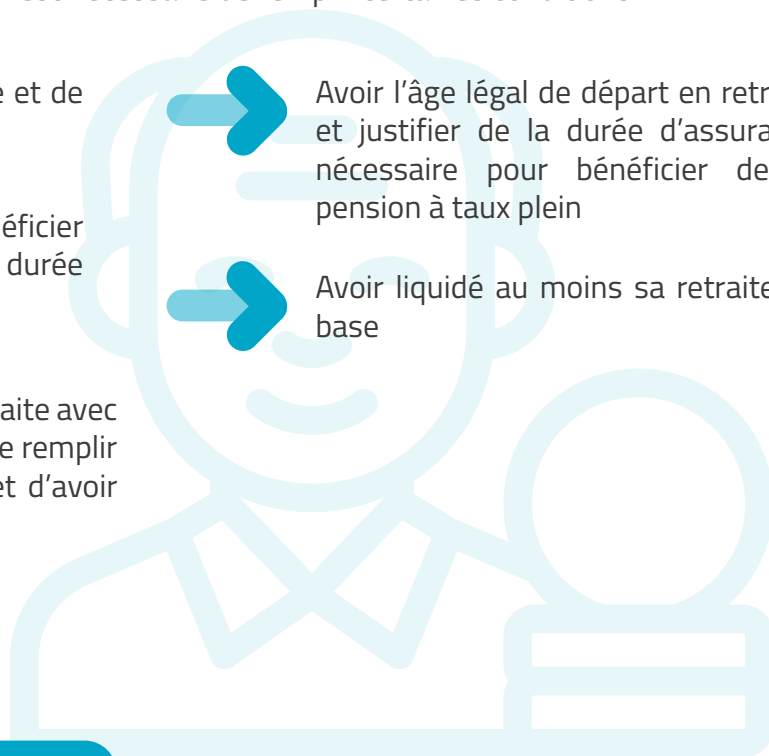 et de
éficier
durée
aite avec
e remplir
et d’avoir
Avoir l’âge légal de départ en retr
et justifier de la durée d’assura
nécessaire pour bénéficier de
pension à taux plein
Avoir liquidé au moins sa retraite
base